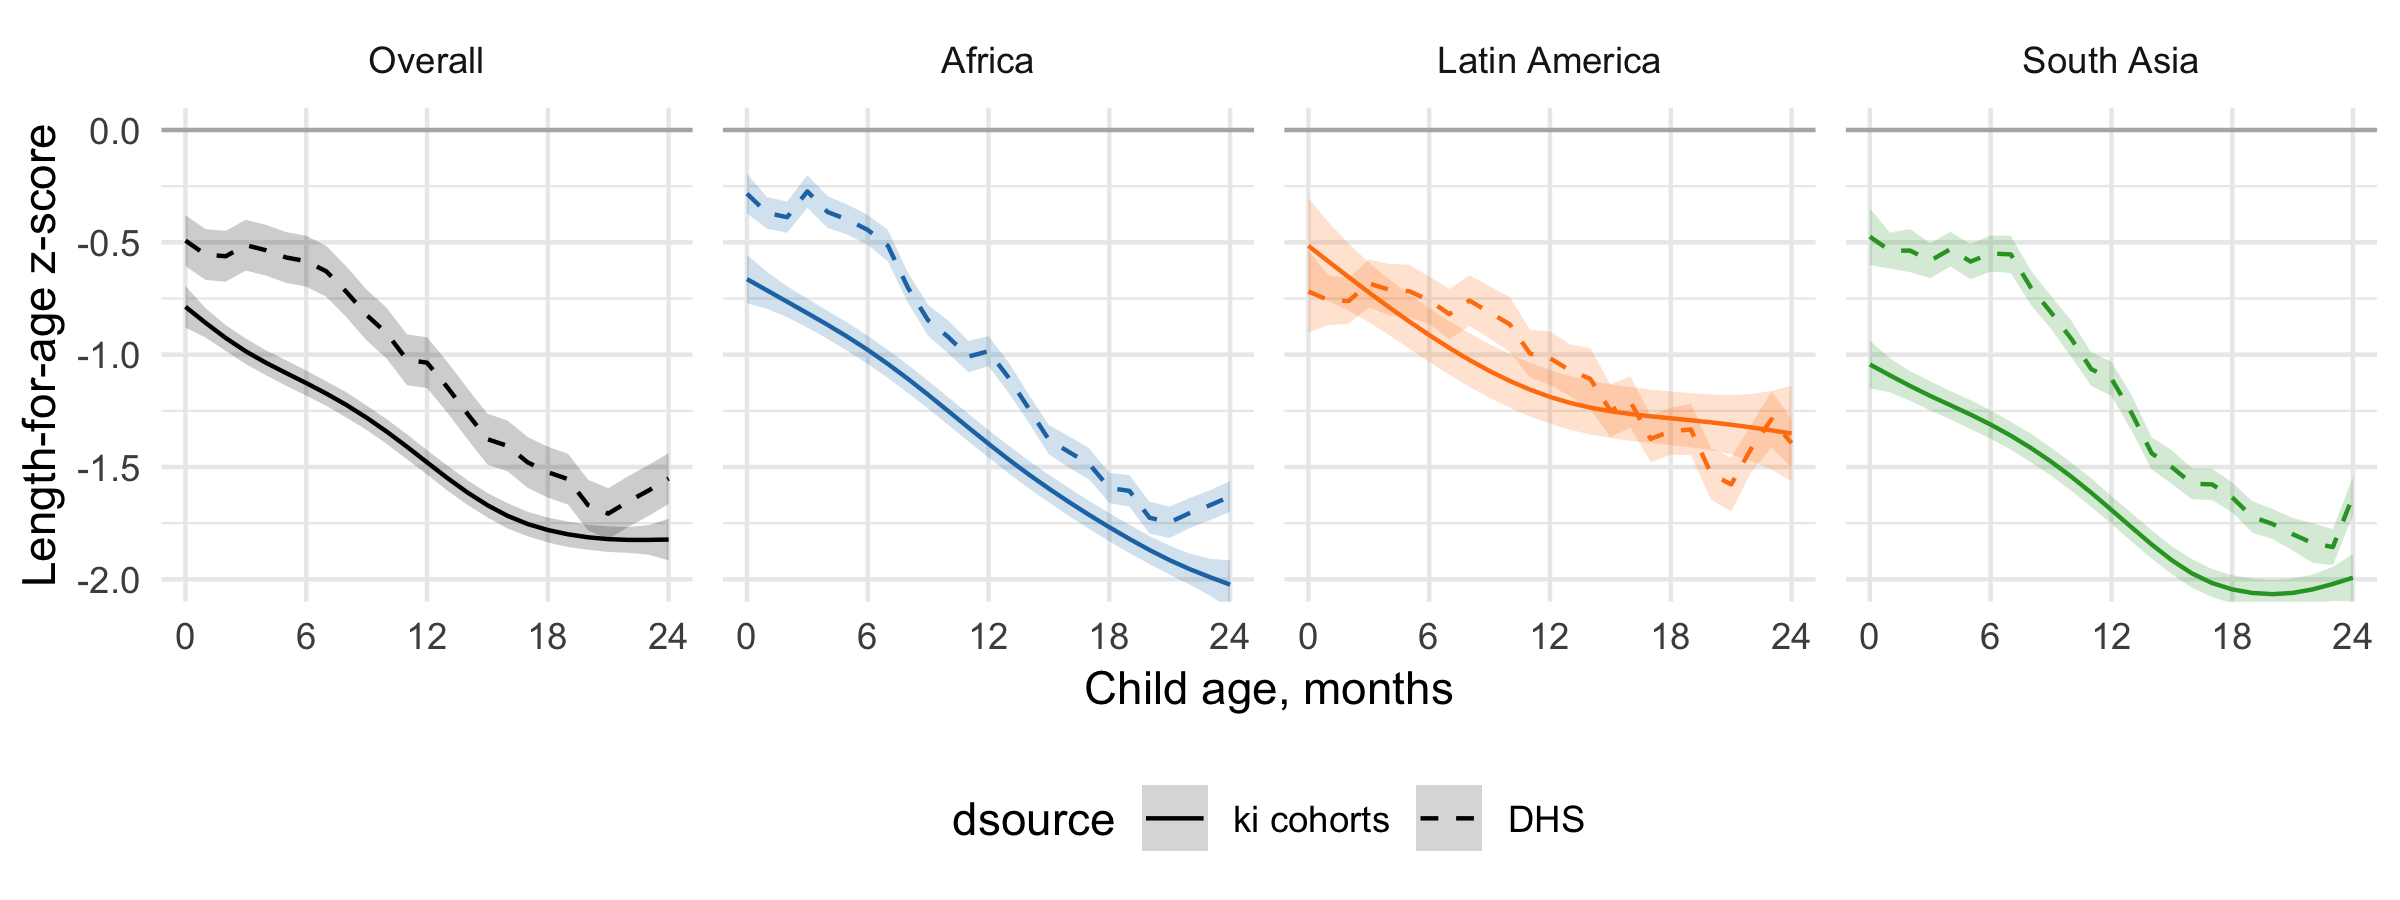 Overall Africa Latin America South Asia
Length-for-age z-score
0.0
-0.5
-1.0
-1.5
-2.0
0 6 12 18 24 0 6 12 18 24 0 6 12 18 24 0 6 12 18 24
Child age, months
dsource ki cohorts DHS